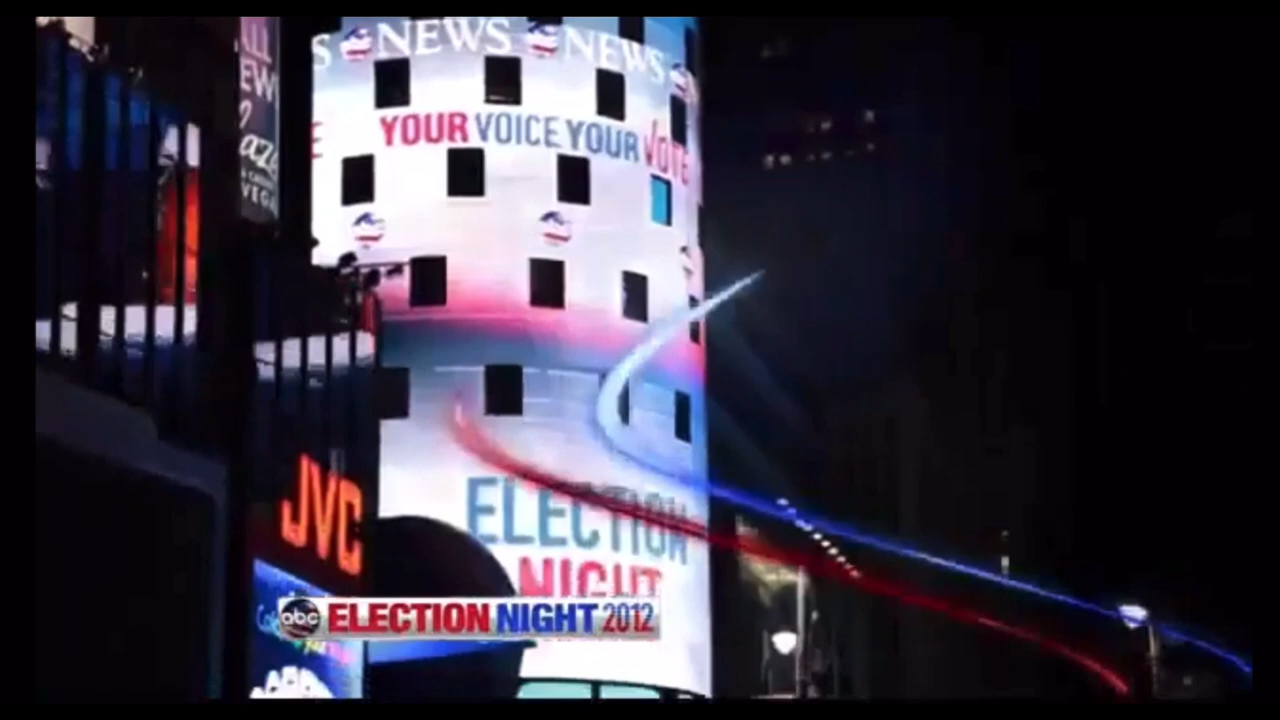 S NEWS NEWS
YOUR VOICE YOUR VOTE
ELECTION
NIGHT
JVC
abc ELECTION NIGHT 2012